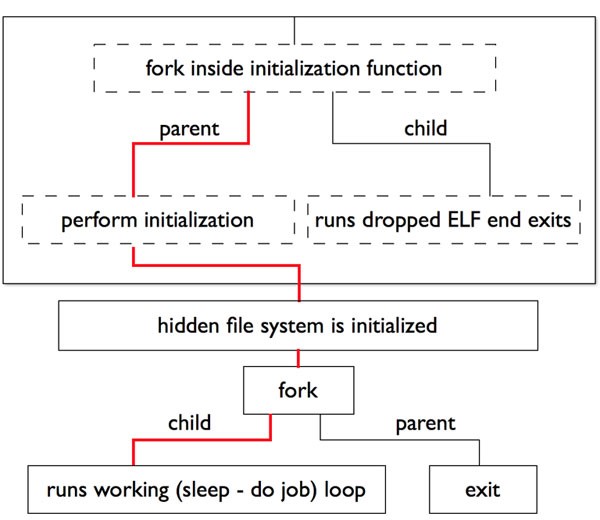 fork inside initialization function
parent
child
perform initialization
runs dropped ELF end exits
hidden file system is initialized
fork
child
parent
runs working (sleep - do job) loop
exit